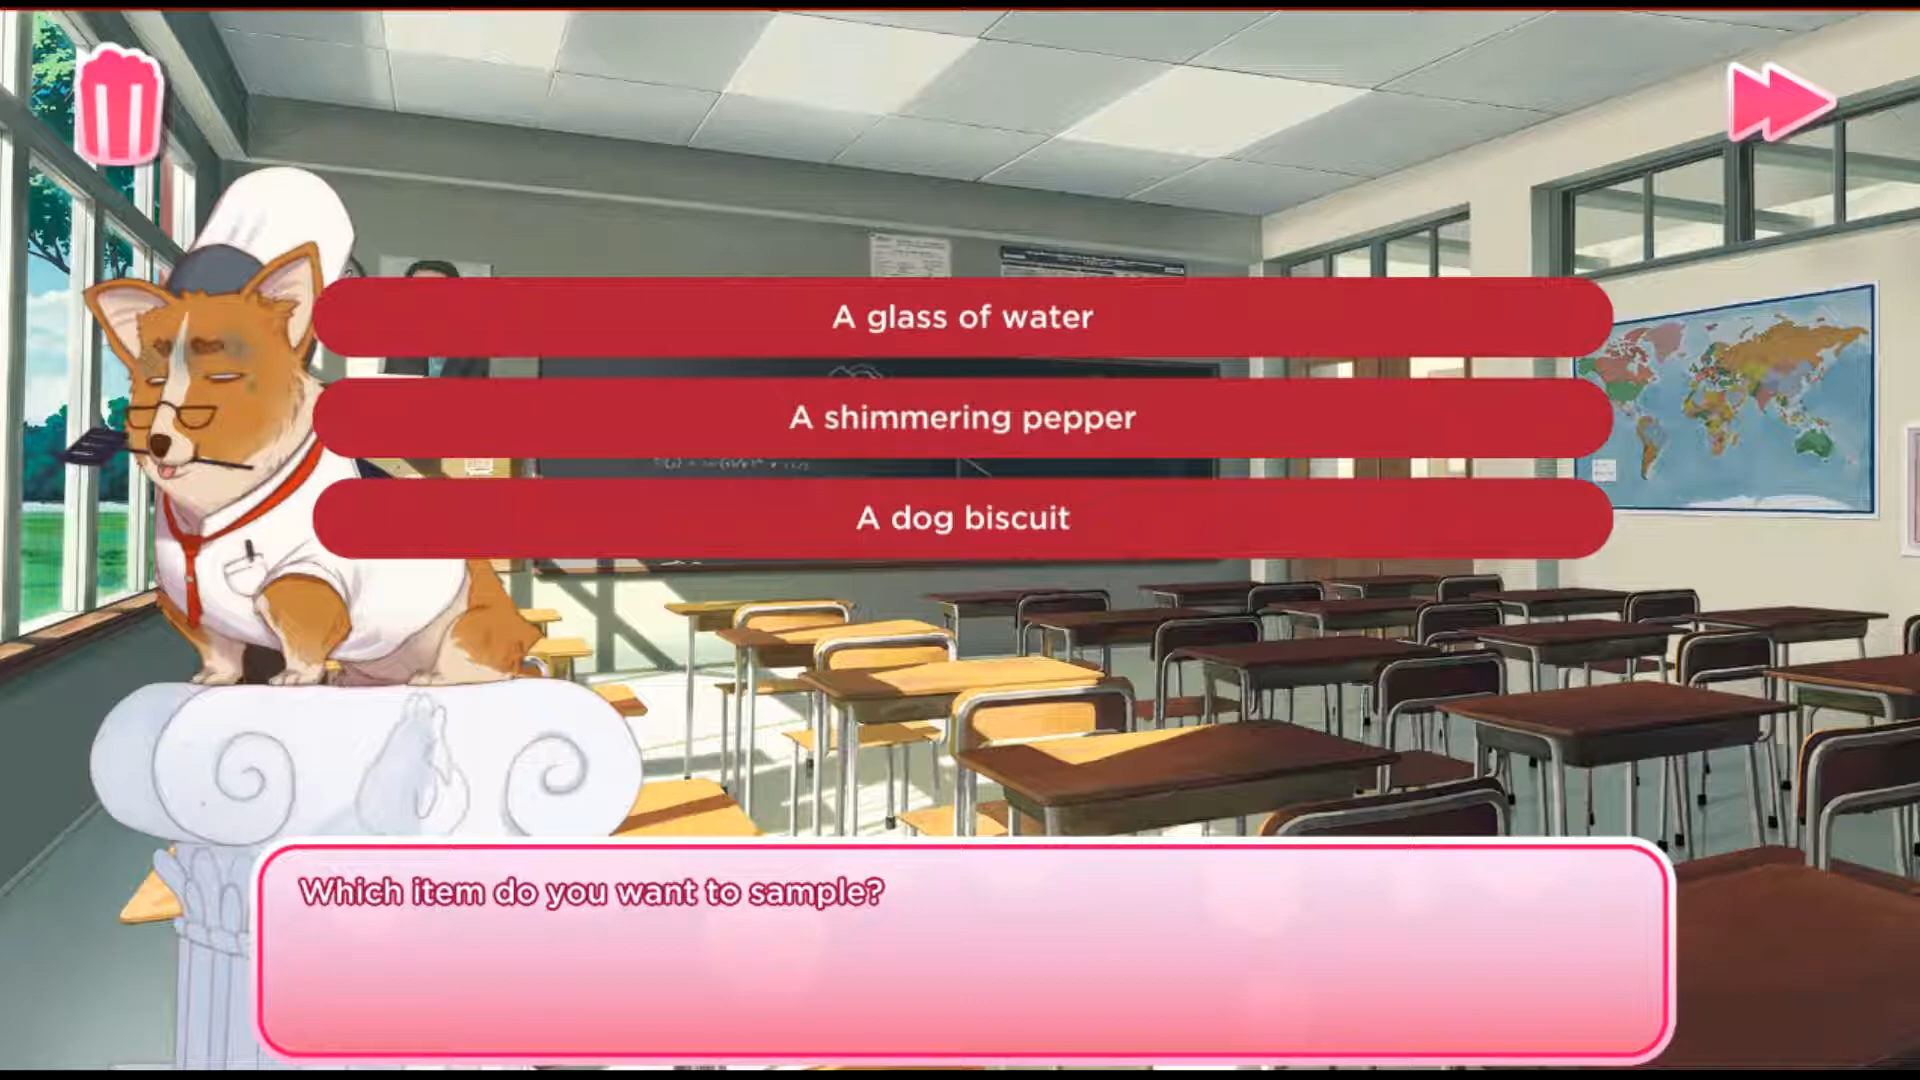 A glass of water
A shimmering pepper
A dog biscuit
Which item do you want to sample?